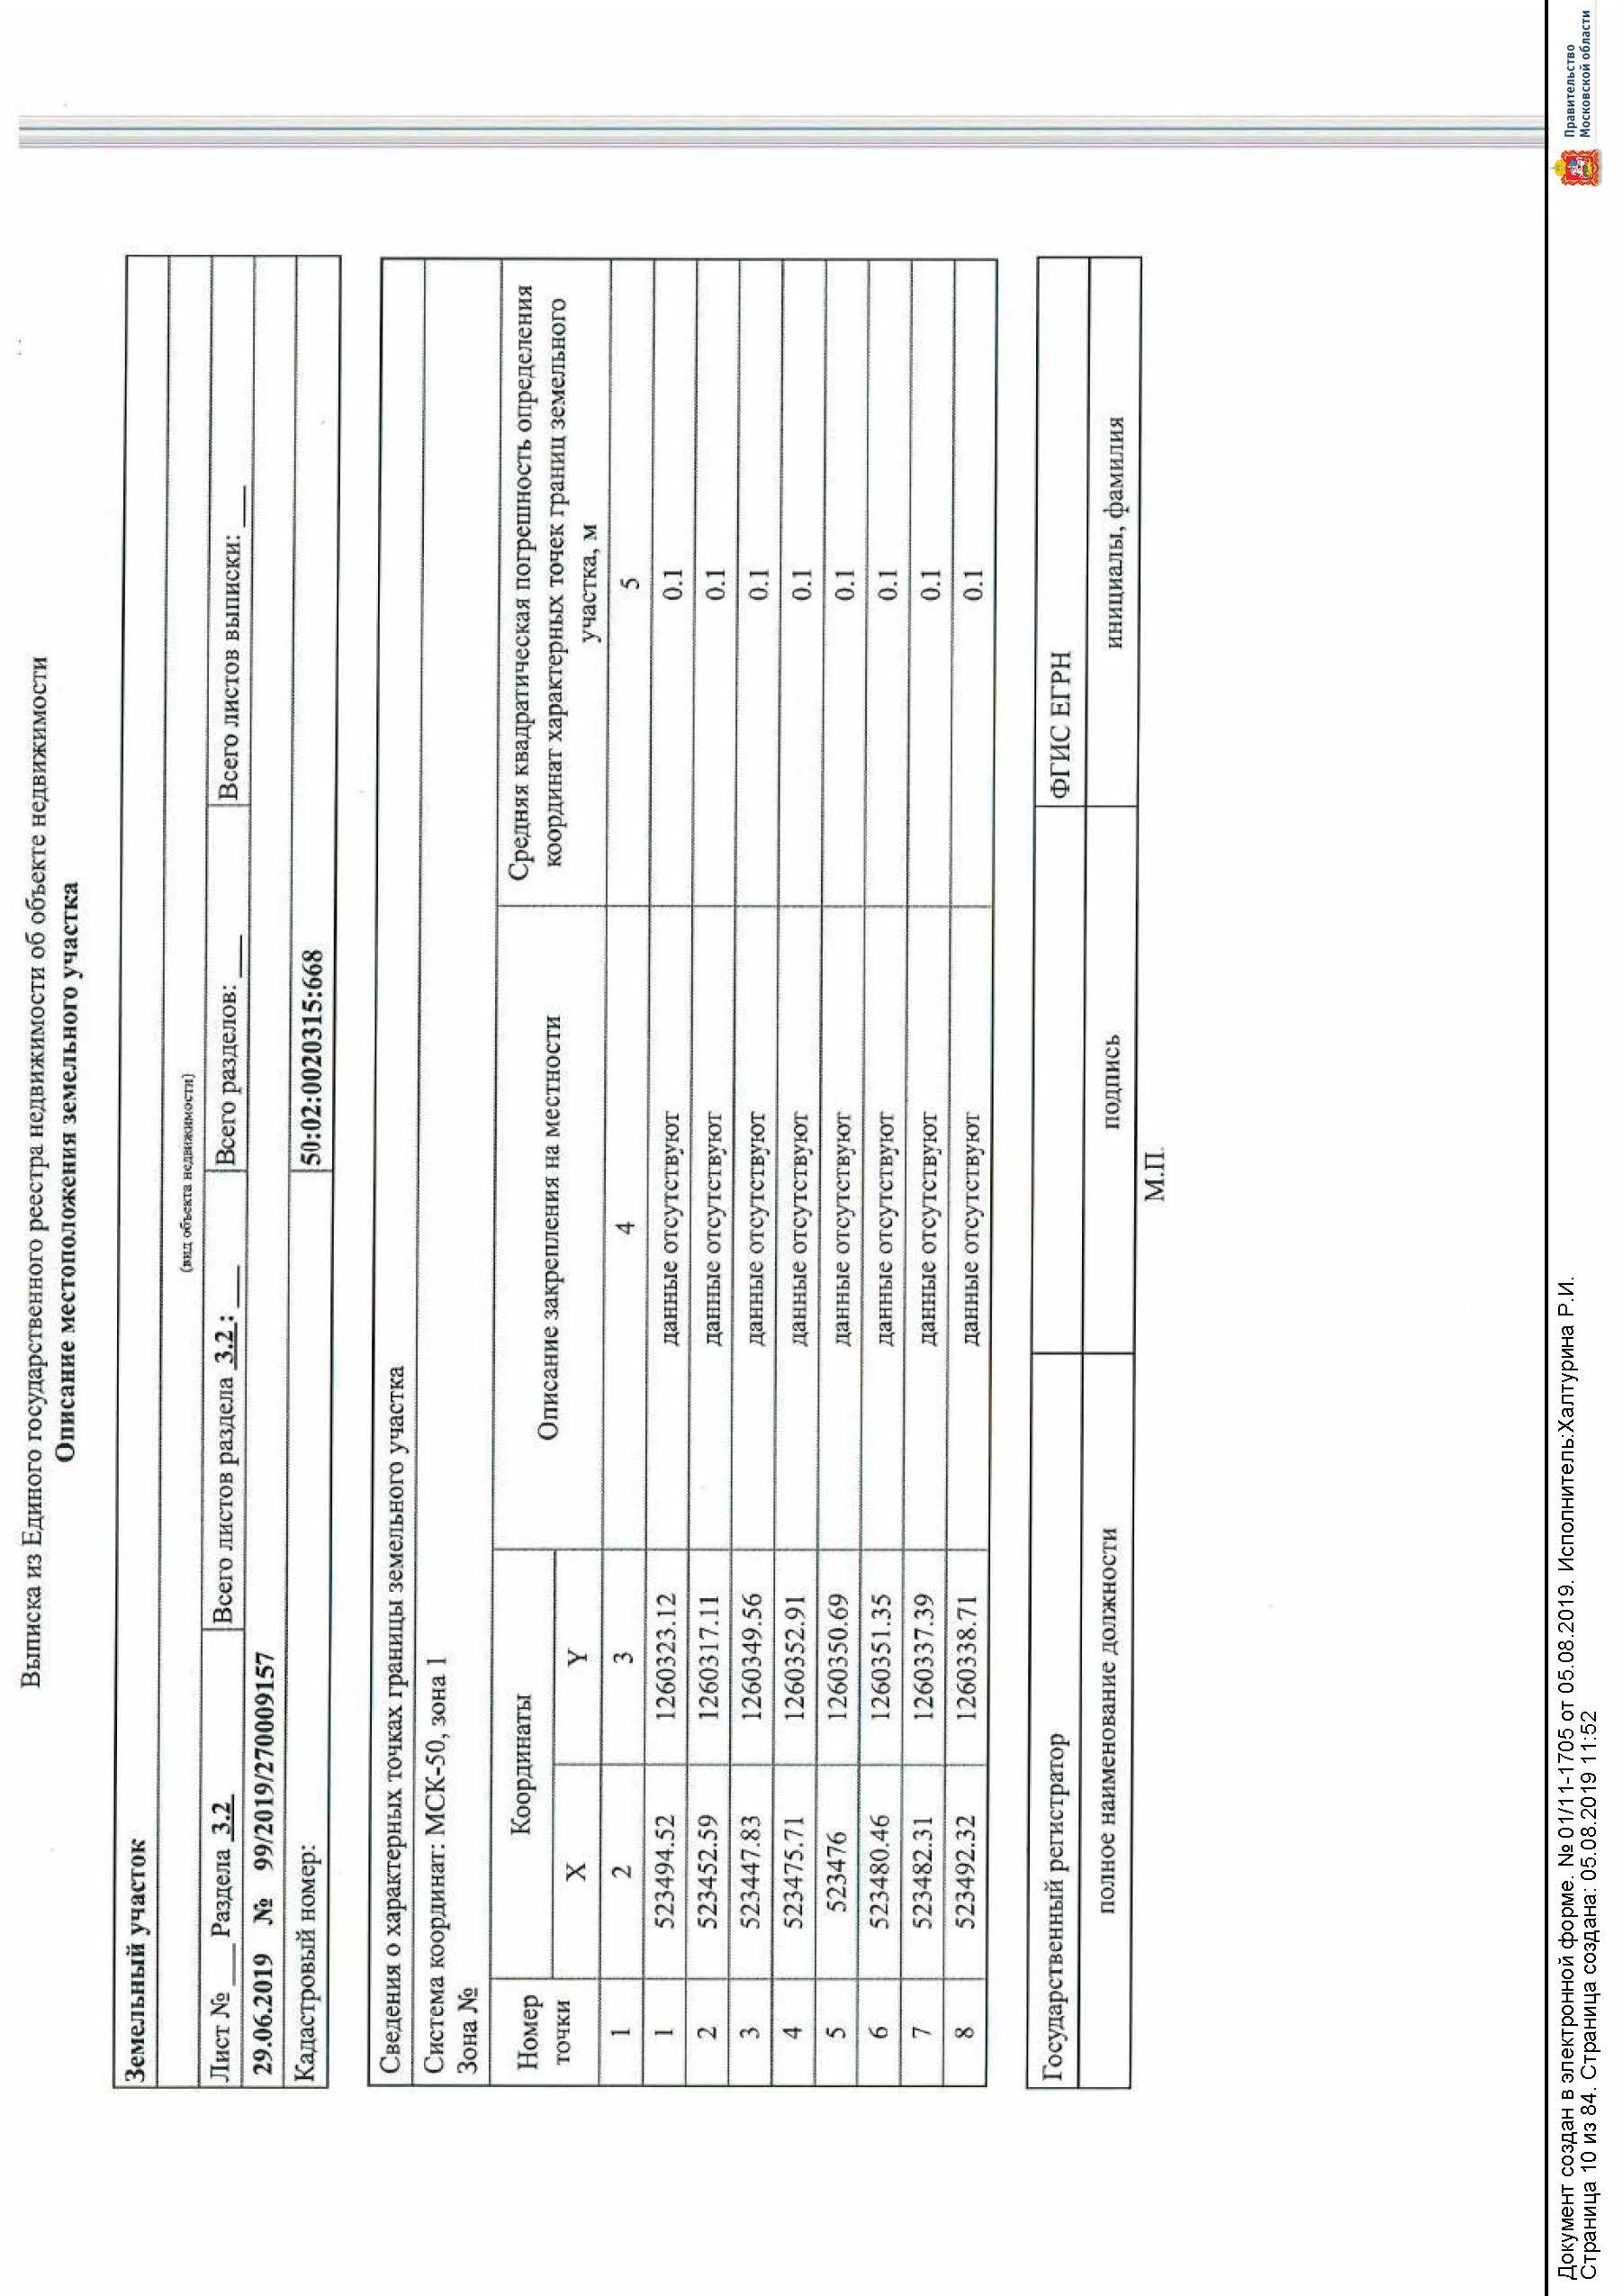 Выписка из Единого государственного реестра недвижимости об объекте недвижимости
Описание местоположения земельного участка
Земельный участок
(вид объекта недвижимости)
Лист № ___ Раздела 3.2 Всего листов раздела 3.2 : ___ Всего разделов: ___ Всего листов выписки: ___
29.06.2019 № 99/2019/270009157
Кадастровый номер: 50:02:0020315:668
Сведения о характерных точках границы земельного участка
Система координат: МСК-50, зона 1
Зона №
Номер точки Координаты Описание закрепления на местности Средняя квадратическая погрешность определения
координат характерных точек границ земельного
участка, м
X Y
1 2 3 4 5
1 523494.52 1260323.12 данные отсутствуют 0.1
2 523452.59 1260317.11 данные отсутствуют 0.1
3 523447.83 1260349.56 данные отсутствуют 0.1
4 523475.71 1260352.91 данные отсутствуют 0.1
5 523476 1260350.69 данные отсутствуют 0.1
6 523480.46 1260351.35 данные отсутствуют 0.1
7 523482.31 1260337.39 данные отсутствуют 0.1
8 523492.32 1260338.71 данные отсутствуют 0.1
Государственный регистратор ФГИС ЕГРН
полное наименование должности подпись инициалы, фамилия
М.П.
Документ создан в электронной форме. № 01/11-1705 от 05.08.2019. Исполнитель:Халтурина Р.И.
Страница 10 из 84. Страница создана: 05.08.2019 11:52
Правительство
Московской области